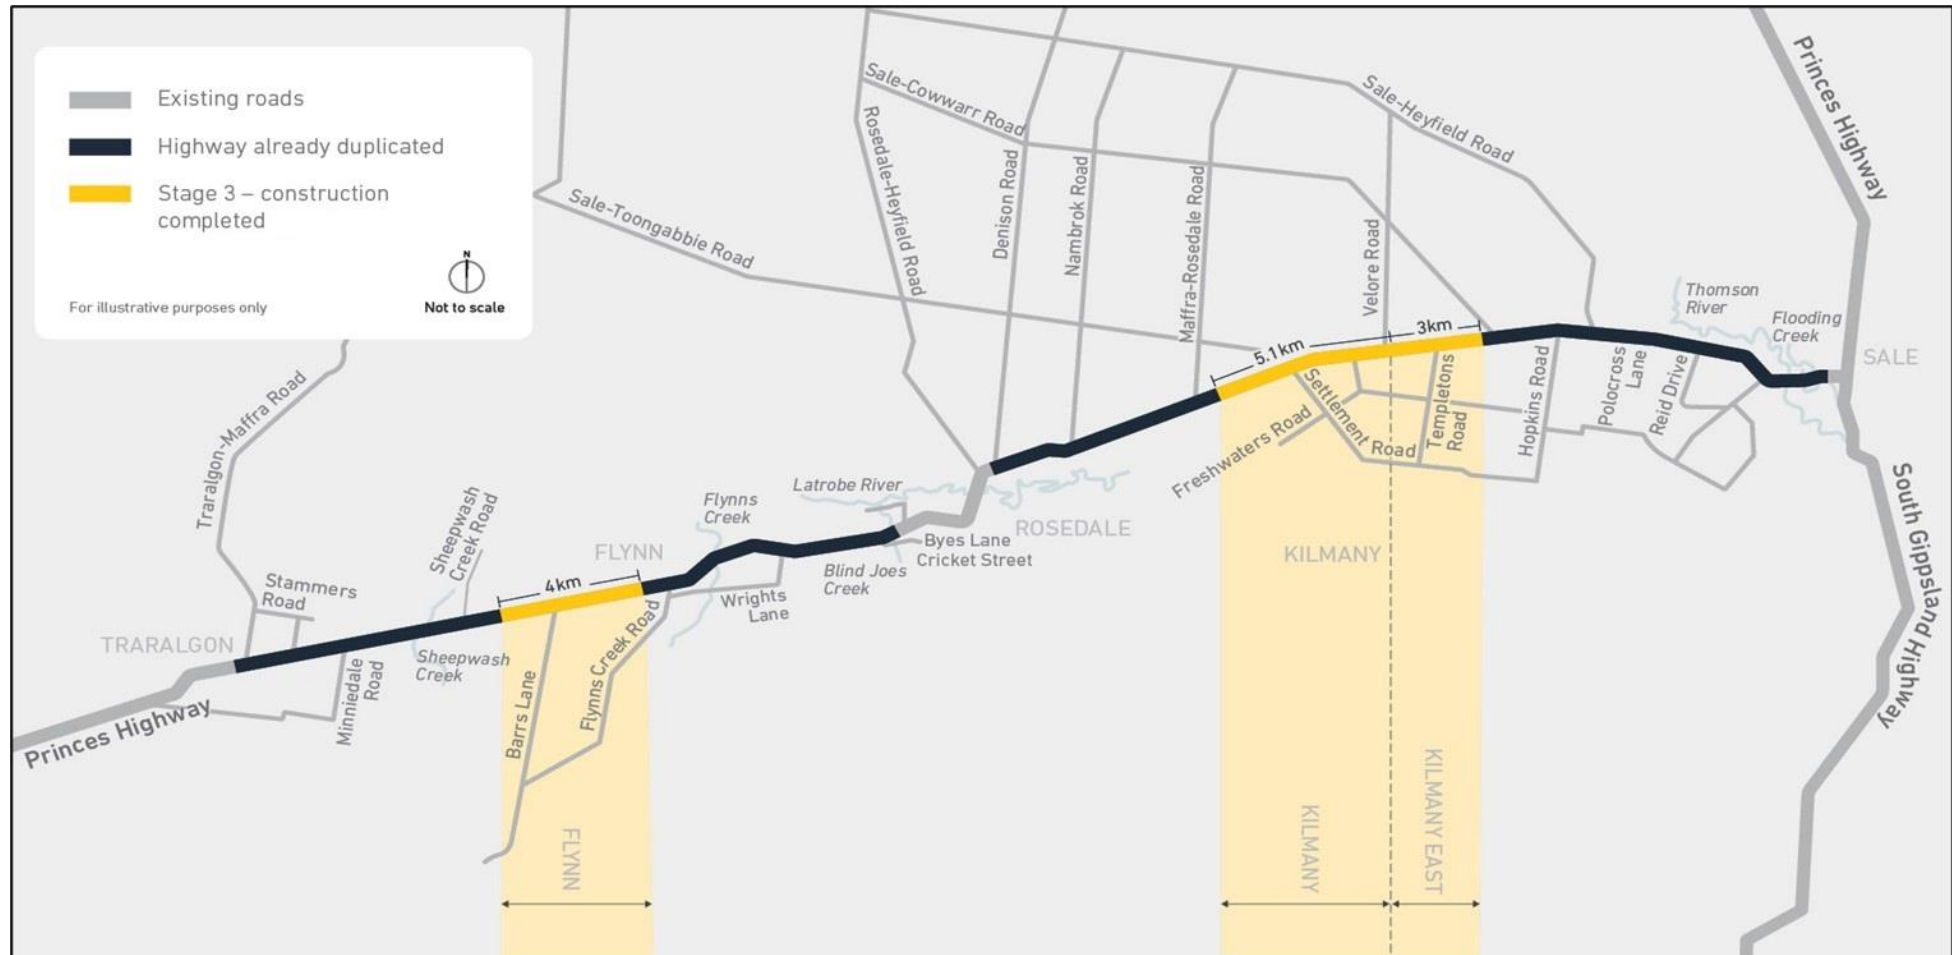 Existing roads
Highway already duplicated
Stage 3 – construction
completed
N
For illustrative purposes only
Not to scale
Princes Highway
Sale-Heyfield Road
Sale-Cowwarr Road
Rosedale-Heyfield Road
Denison Road
Nambrok Road
Maffra-Rosedale Road
Velore Road
Sale-Toongabbie Road
Thomson
River
Flooding
Creek
SALE
3km
5.1km
Traralgon-Maffra Road
Settlement Road
Freshwaters Road
Templetons
Road
Hopkins Road
Polocross
Lane
Reid Drive
Sheepwash
Creek Road
Flynns
Creek
Latrobe River
ROSEDALE
Byes Lane
Cricket Street
Blind Joes
Creek
FLYNN
4km
Wrights
Lane
KILMANY
South Gippsland Highway
Stammers
Road
TRARALGON
Sheepwash
Creek
Minniedale
Road
Barrs Lane
Flynns Creek Road
Princes Highway
FLYNN
KILMANY
KILMANY EAST